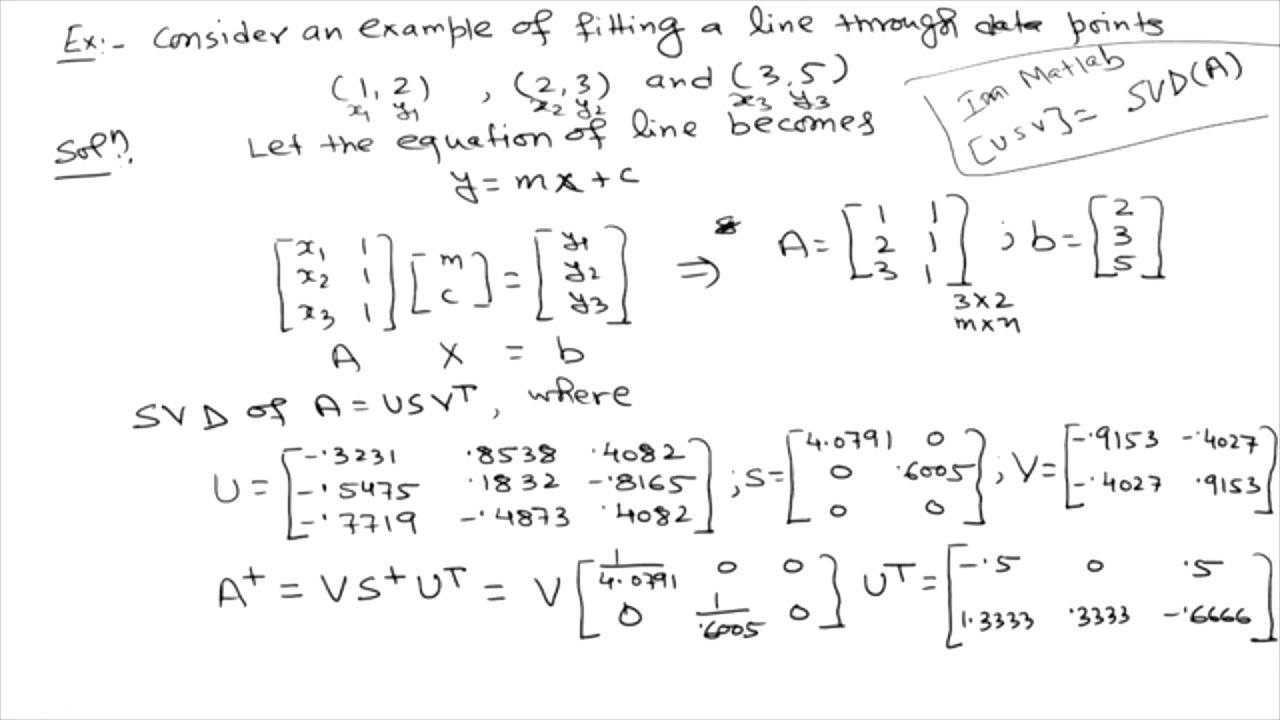 Ex:- Consider an example of fitting a line through data points
(1, 2) , (2, 3) and (3, 5)
x1 y1 x2 y2 x3 y3
Im Matlab
[U S V] = SVD(A)
Solⁿ:
Let the equation of line becomes
y = mx + c
[x1 1; x2 1; x3 1] [m; c] = [y1; y2; y3] ⇒ A = [1 1; 2 1; 3 1] ; b = [2; 3; 5]
3×2
m×n
A X = b
SVD of A = USVᵀ, where
U = [-.3231 .8538 .4082; -.5475 .1832 -.8165; -.7719 -.4873 .4082] ; S = [4.0791 0; 0 .6005; 0 0] ; V = [-.9153 -.4027; -.4027 .9153]
A⁺ = VS⁺Uᵀ = V [1/4.0791 0 0; 0 1/.6005 0] Uᵀ = [-.5 0 .5; 1.3333 .3333 -.6666]